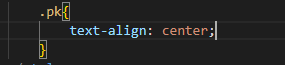 .pk{
text-align: center;
}